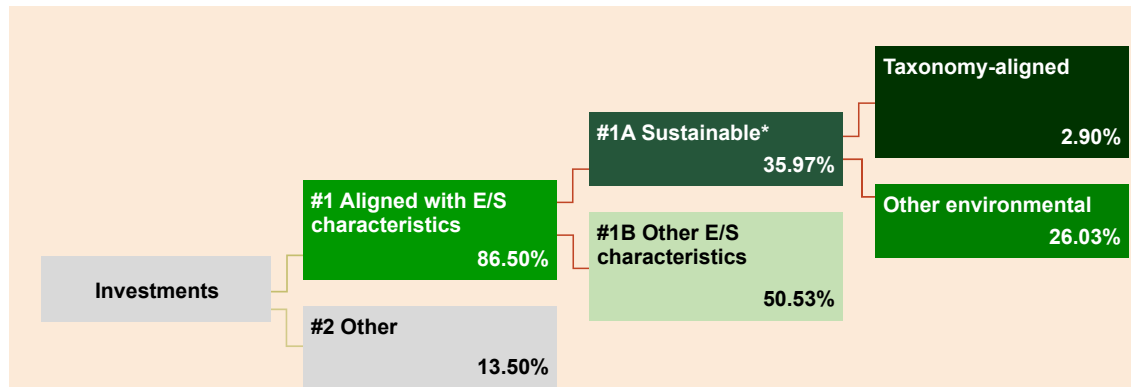 Taxonomy-aligned
2.90%
#1A Sustainable*
35.97%
#1 Aligned with E/S
characteristics
86.50%
Other environmental
26.03%
#1B Other E/S
characteristics
50.53%
Investments
#2 Other
13.50%